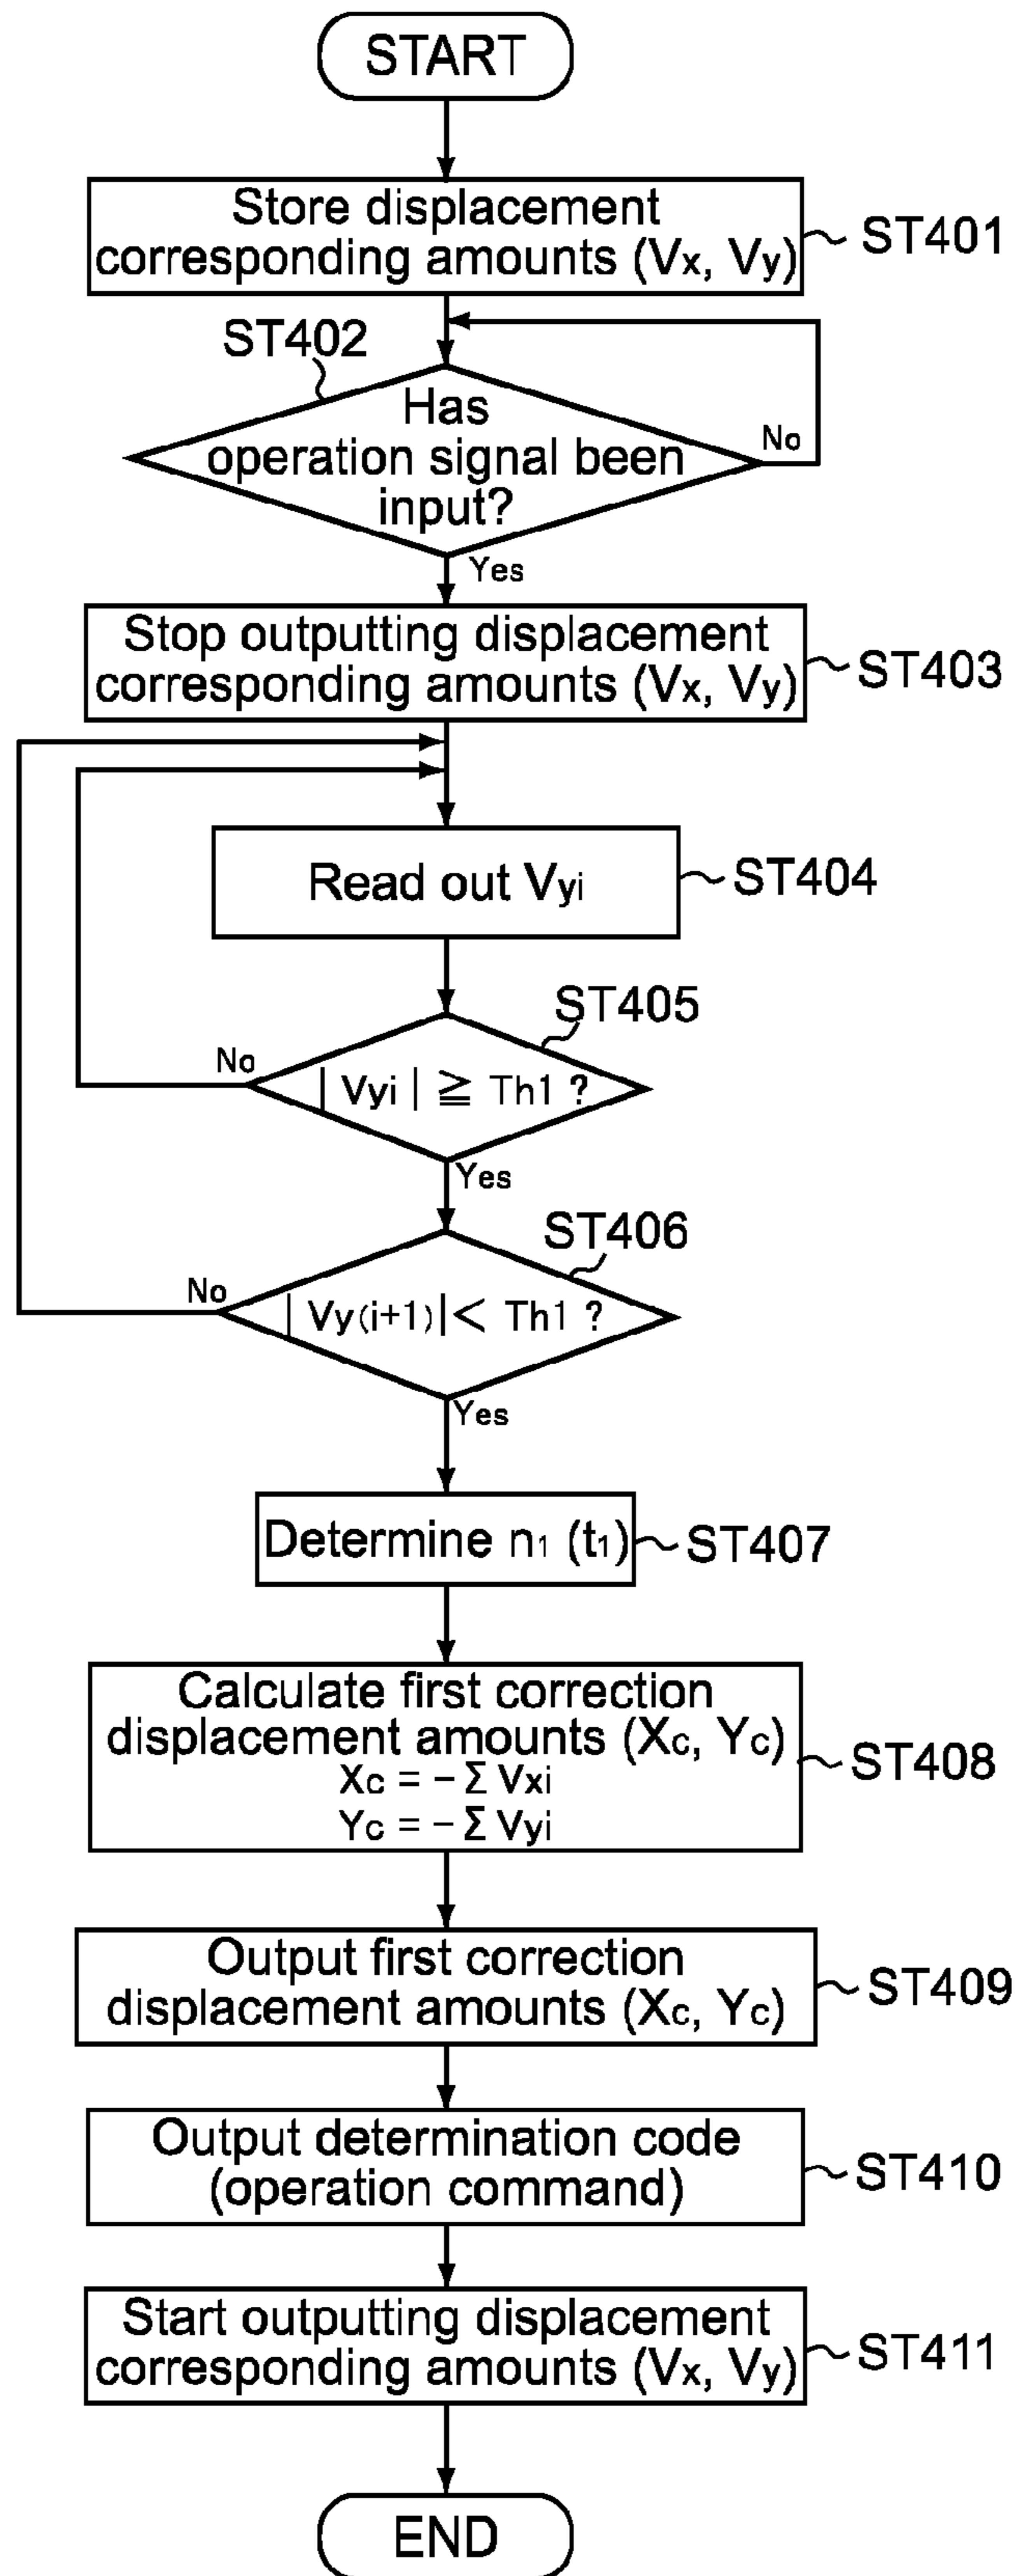 START
Store displacement
corresponding amounts (Vx, Vy)
ST401
ST402
Has
operation signal been
input?
No
Yes
Stop outputting displacement
corresponding amounts (Vx, Vy)
ST403
Read out Vyi
ST404
ST405
No
| Vyi | ≧ Th1 ?
Yes
ST406
No
| Vy(i+1)|< Th1 ?
Yes
Determine n1 (t1)
ST407
Calculate first correction
displacement amounts (Xc, Yc)
Xc = − Σ Vxi
Yc = − Σ Vyi
ST408
Output first correction
displacement amounts (Xc, Yc)
ST409
Output determination code
(operation command)
ST410
Start outputting displacement
corresponding amounts (Vx, Vy)
ST411
END